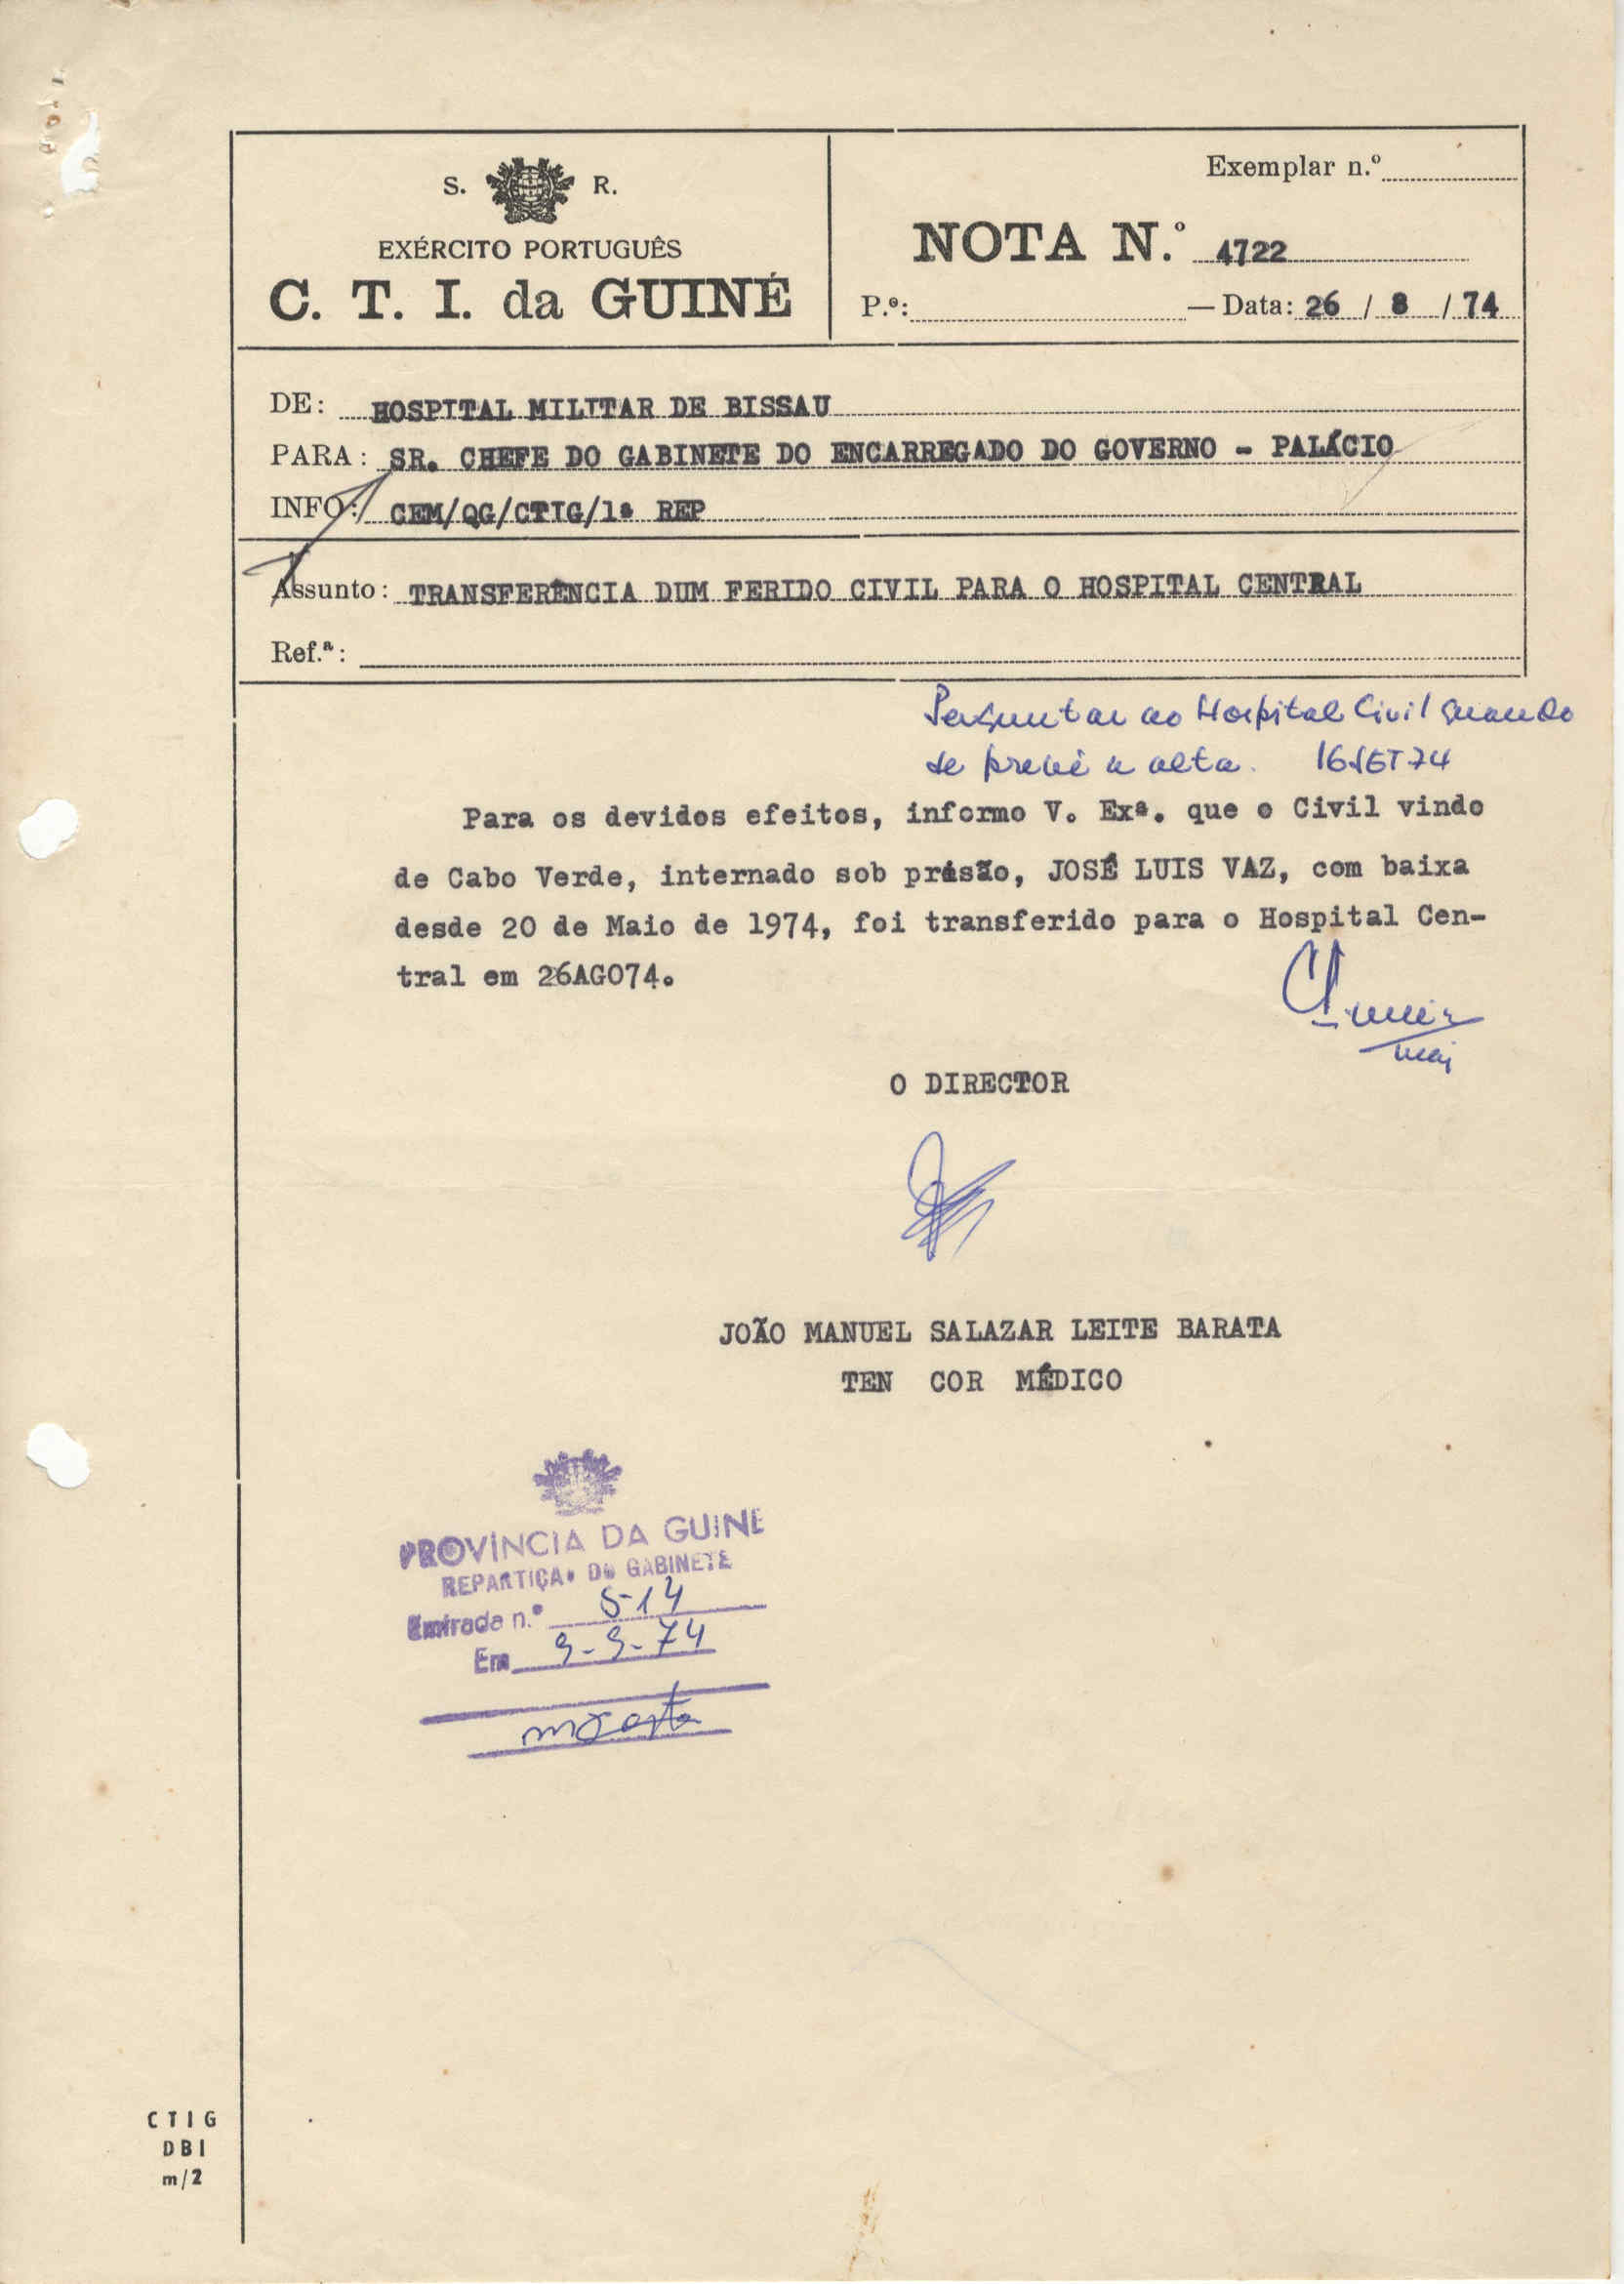 S. R.
EXÉRCITO PORTUGUÊS
C. T. I. da GUINÉ
Exemplar n.º
NOTA N.º 4722
P.º: — Data: 26 / 8 / 74
DE: HOSPITAL MILITAR DE BISSAU
PARA: SR. CHEFE DO GABINETE DO ENCARREGADO DO GOVERNO - PALÁCIO
INFO: CEM/QG/CTIG/1ª REP
Assunto: TRANSFERÊNCIA DUM FERIDO CIVIL PARA O HOSPITAL CENTRAL
Ref.ª:
Perguntar ao Hospital Civil quando
se prevê a alta. 16SET74
Para os devidos efeitos, informo V. Exª. que o Civil vindo
de Cabo Verde, internado sob prisão, JOSÉ LUIS VAZ, com baixa
desde 20 de Maio de 1974, foi transferido para o Hospital Cen-
tral em 26AGO74.
maj
O DIRECTOR
JOÃO MANUEL SALAZAR LEITE BARATA
TEN COR MÉDICO
PROVÍNCIA DA GUINÉ
REPARTIÇÃO DO GABINETE
Entrada n.º 514
Em 9-9-74
CTIG
DBI
m/2